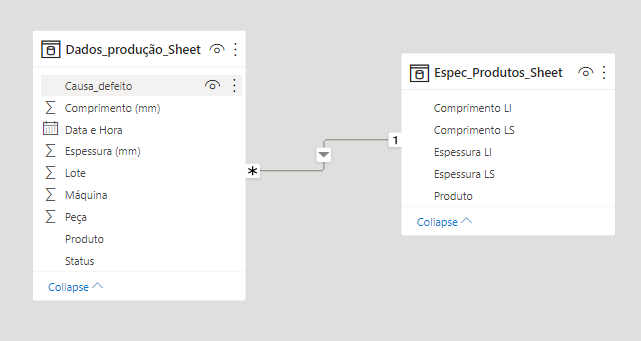 Dados_produção_Sheet
Causa_defeito
Comprimento (mm)
Data e Hora
Espessura (mm)
Lote
Máquina
Peça
Produto
Status
Collapse
*
1
Espec_Produtos_Sheet
Comprimento LI
Comprimento LS
Espessura LI
Espessura LS
Produto
Collapse